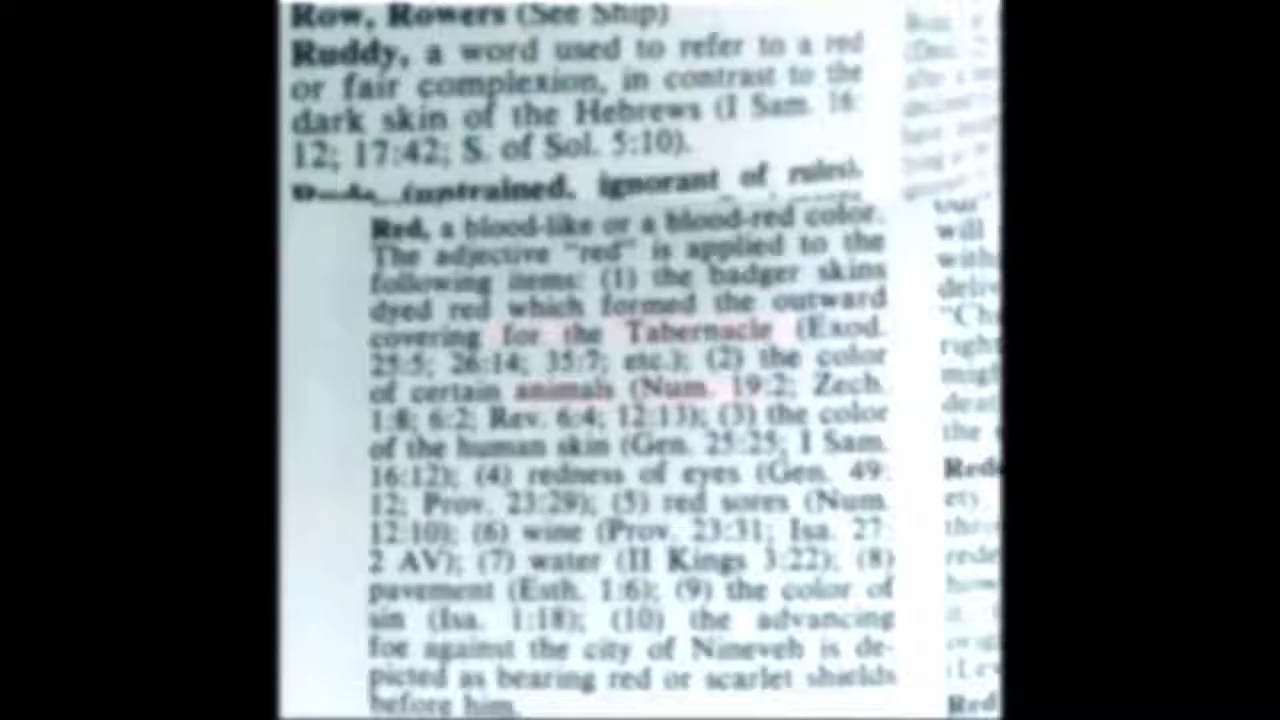 Row, Rowers (See Ship)
Ruddy, a word used to refer to a red
or fair complexion, in contrast to the
dark skin of the Hebrews (I Sam. 16:
12; 17:42; S. of Sol. 5:10).
(untrained, ignorant of rules),
Red, a blood-like or a blood-red color.
The adjective "red" is applied to the
following items: (1) the badger skins
dyed red which formed the outward
covering for the Tabernacle (Exod.
25:5; 26:14; 35:7; etc.); (2) the color
of certain animals (Num. 19:2; Zech.
1:8; 6:2; Rev. 6:4; 12:13); (3) the color
of the human skin (Gen. 25:25; I Sam.
16:12); (4) redness of eyes (Gen. 49:
12; Prov. 23:29); (5) red sores (Num.
12:10); (6) wine (Prov. 23:31; Isa. 27:
2 AV); (7) water (II Kings 3:22); (8)
pavement (Esth. 1:6); (9) the color of
sin (Isa. 1:18); (10) the advancing
foe against the city of Nineveh is de-
picted as bearing red or scarlet shields
before him.
will
with
"Ch
the
Red
Red